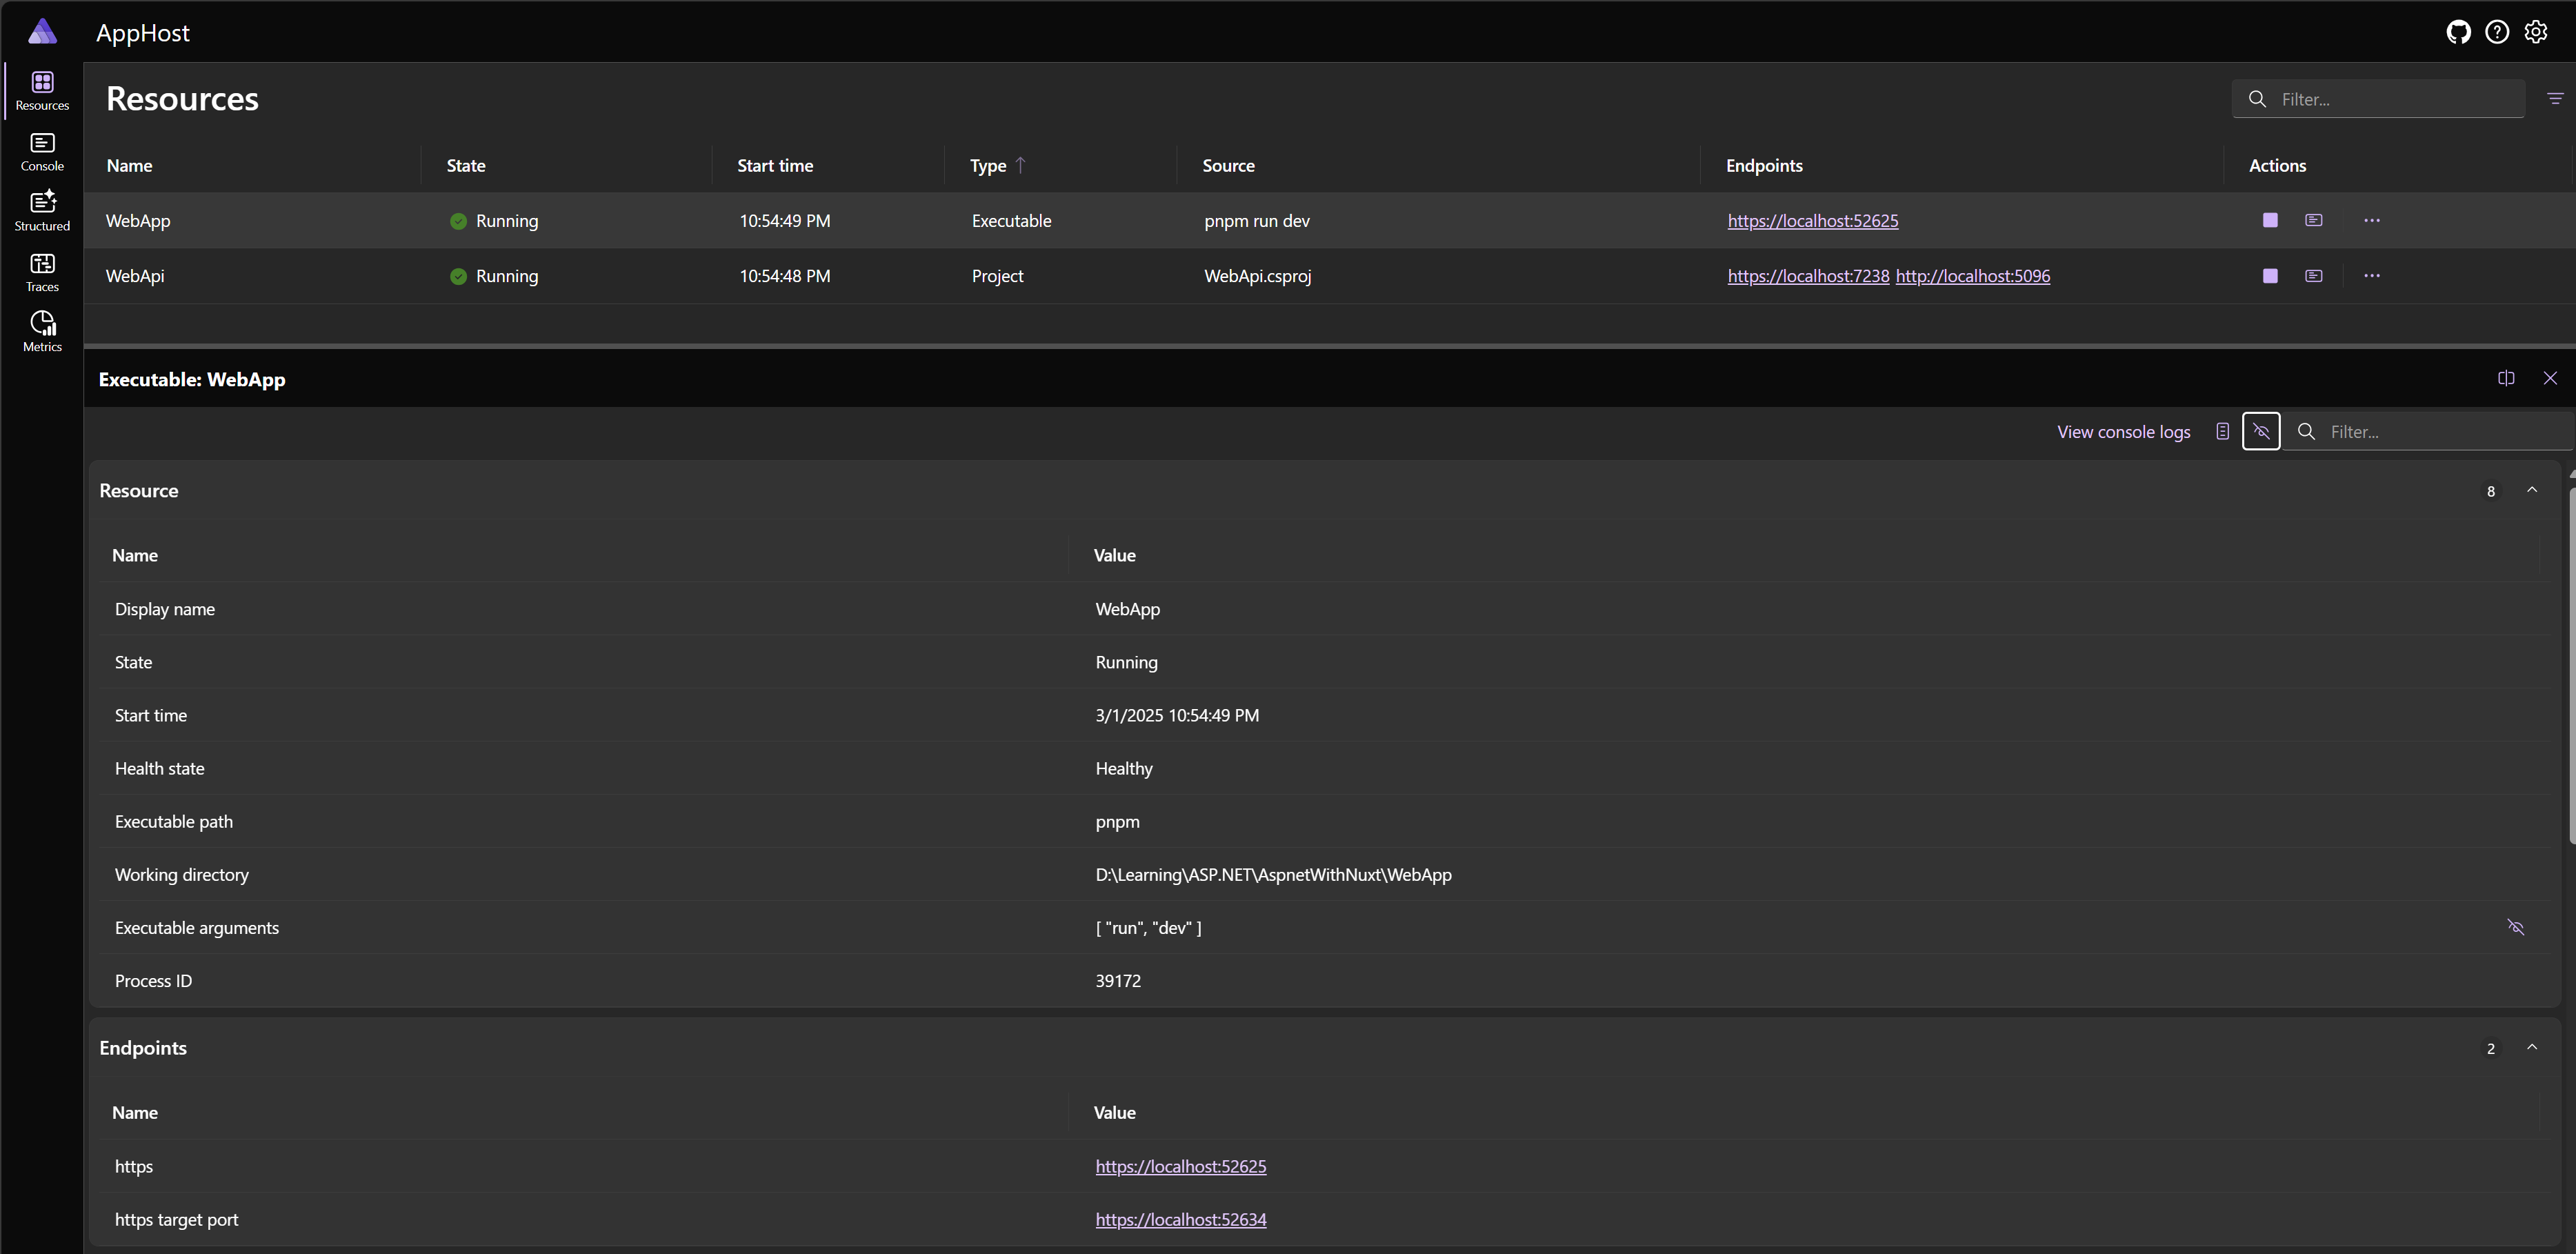 AppHost
Resources
Console
Structured
Traces
Metrics
Resources
Filter...
Name State Start time Type Source Endpoints Actions
WebApp Running 10:54:49 PM Executable pnpm run dev https://localhost:52625
WebApi Running 10:54:48 PM Project WebApi.csproj https://localhost:7238 http://localhost:5096
Executable: WebApp
View console logs Filter...
Resource 8
Name Value
Display name WebApp
State Running
Start time 3/1/2025 10:54:49 PM
Health state Healthy
Executable path pnpm
Working directory D:\Learning\ASP.NET\AspnetWithNuxt\WebApp
Executable arguments [ "run", "dev" ]
Process ID 39172
Endpoints 2
Name Value
https https://localhost:52625
https target port https://localhost:52634